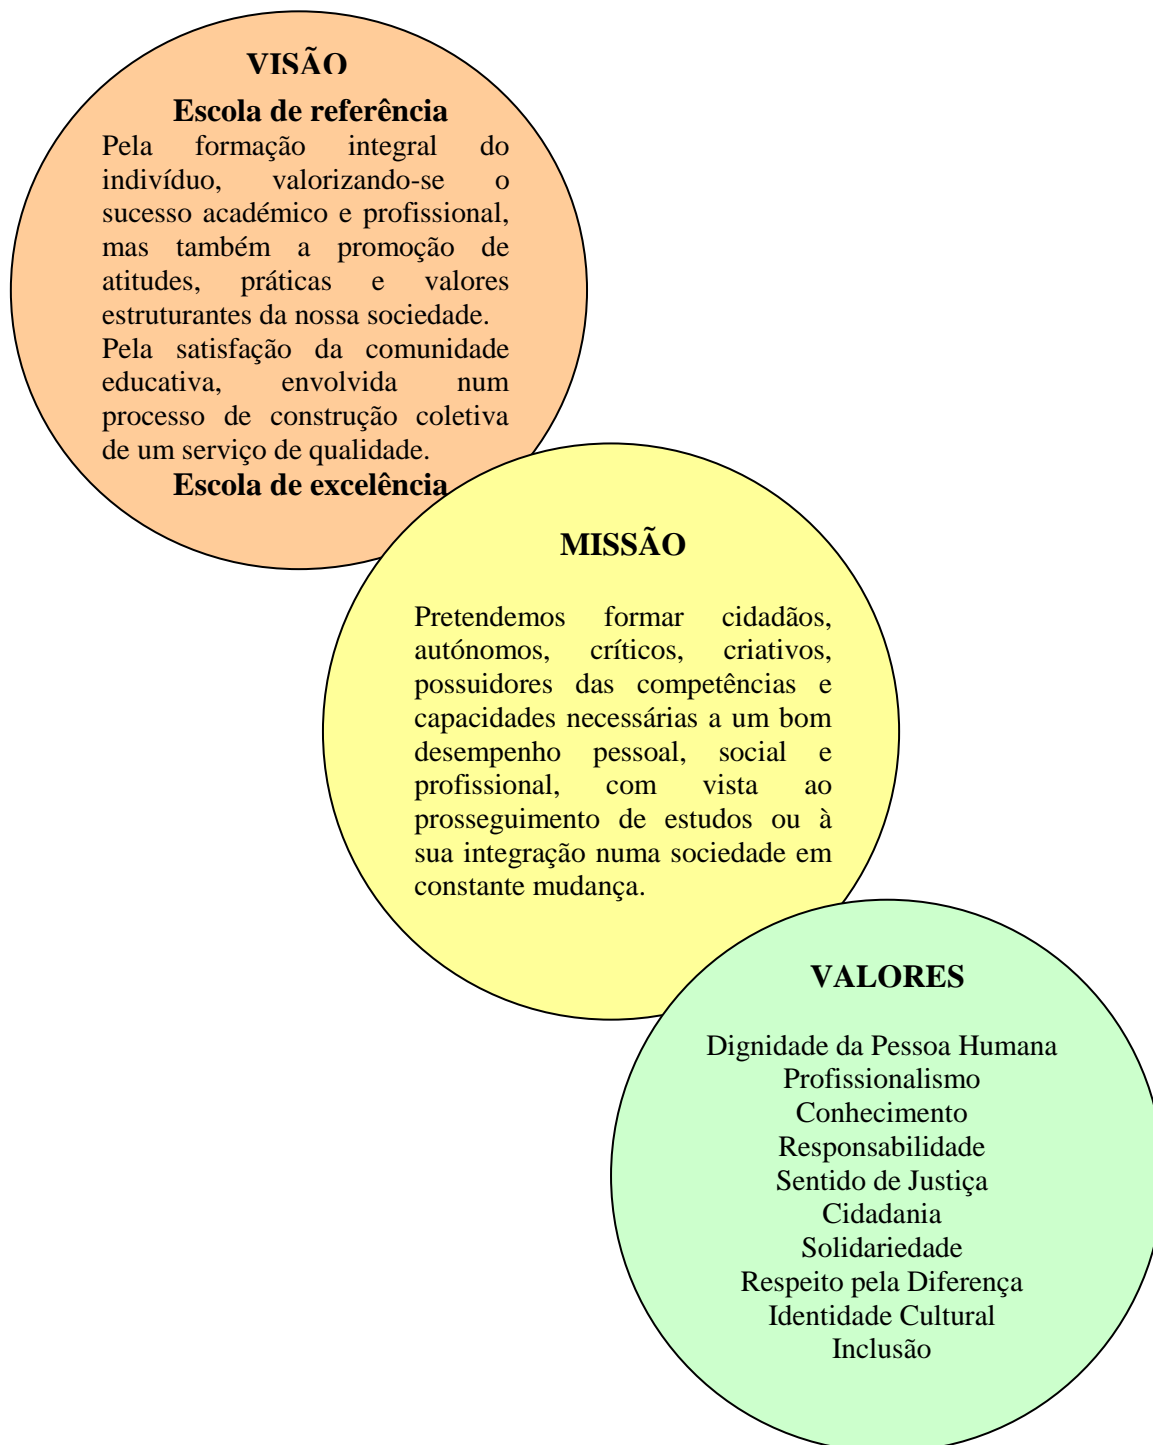 VISÃO
Escola de referência
Pela formação integral do
indivíduo, valorizando-se o
sucesso académico e profissional,
mas também a promoção de
atitudes, práticas e valores
estruturantes da nossa sociedade.
Pela satisfação da comunidade
educativa, envolvida num
processo de construção coletiva
de um serviço de qualidade.
Escola de excelência
MISSÃO
Pretendemos formar cidadãos,
autónomos, críticos, criativos,
possuidores das competências e
capacidades necessárias a um bom
desempenho pessoal, social e
profissional, com vista ao
prosseguimento de estudos ou à
sua integração numa sociedade em
constante mudança.
VALORES
Dignidade da Pessoa Humana
Profissionalismo
Conhecimento
Responsabilidade
Sentido de Justiça
Cidadania
Solidariedade
Respeito pela Diferença
Identidade Cultural
Inclusão